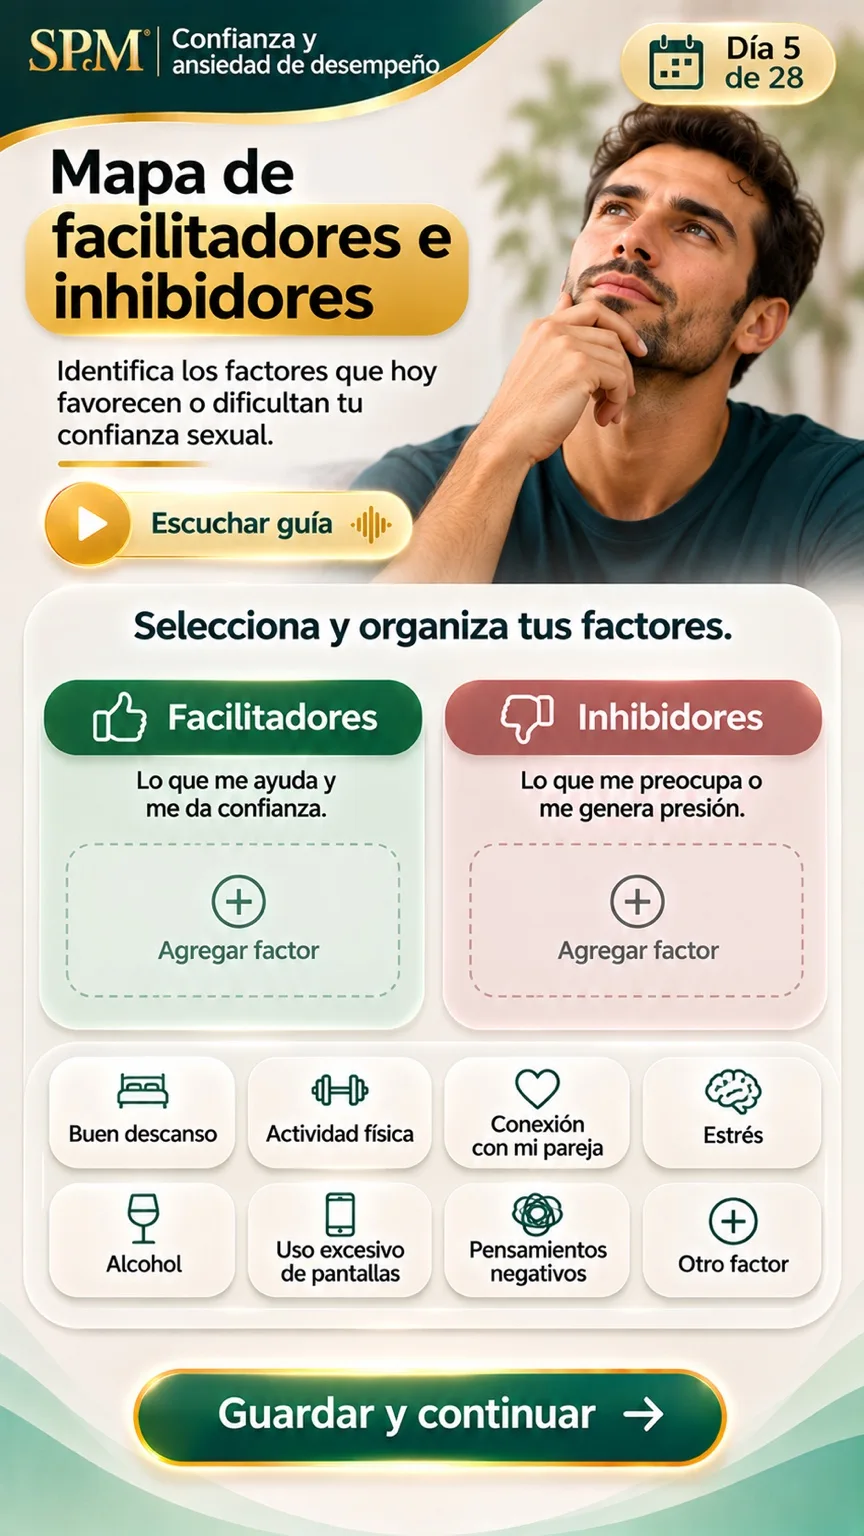 SPdM®
Confianza y
ansiedad de desempeño
Día 5
de 28
Mapa de
facilitadores e
inhibidores
Identifica los factores que hoy
favorecen o dificultan tu
confianza sexual.
Escuchar guía
Selecciona y organiza tus factores.
Facilitadores
Lo que me ayuda y
me da confianza.
Agregar factor
Inhibidores
Lo que me preocupa o
me genera presión.
Agregar factor
Buen descanso
Actividad física
Conexión
con mi pareja
Estrés
Alcohol
Uso excesivo
de pantallas
Pensamientos
negativos
Otro factor
Guardar y continuar